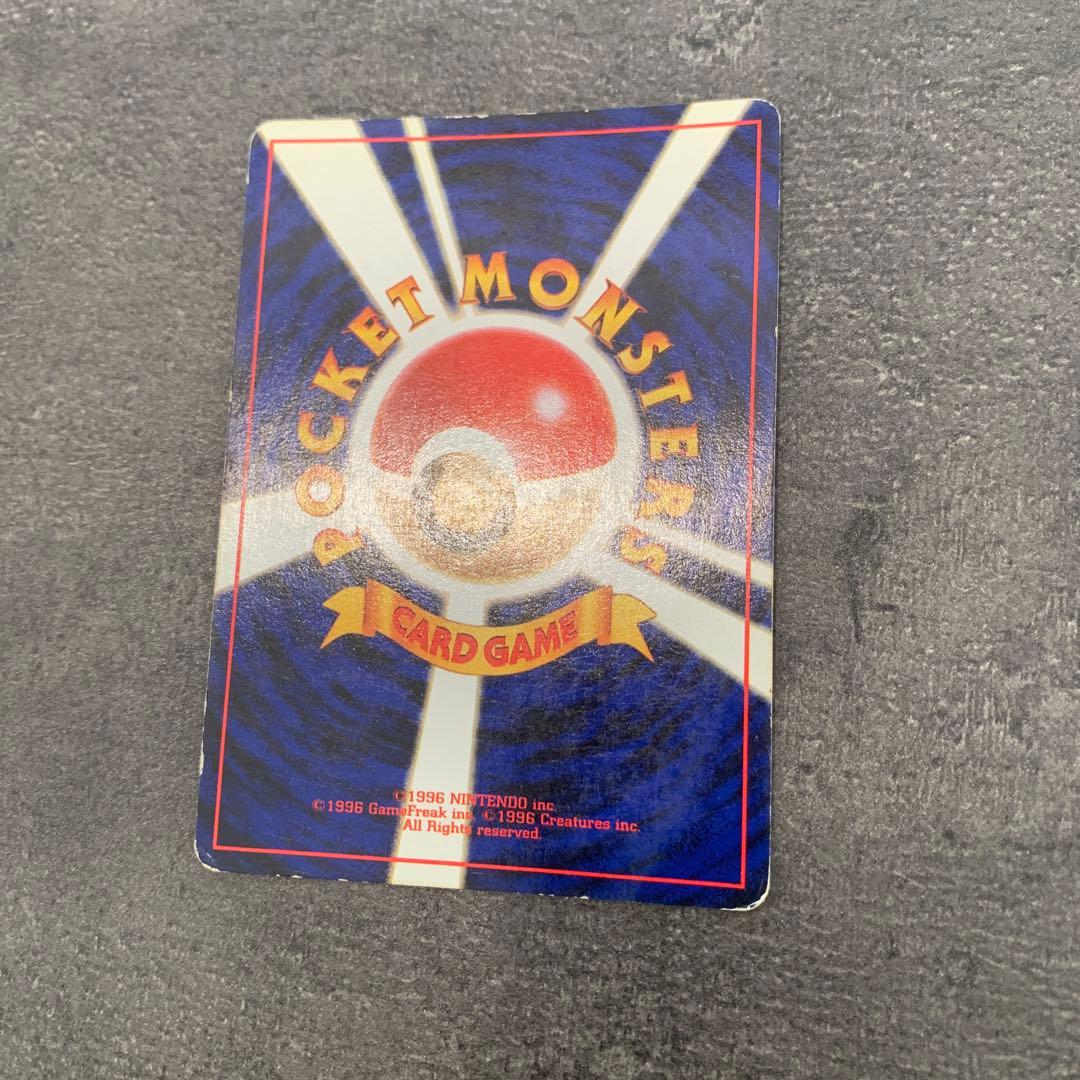 POCKET MONSTERS
CARD GAME
©1996 NINTENDO inc.
©1996 GameFreak inc. ©1996 Creatures inc.
All Rights reserved.